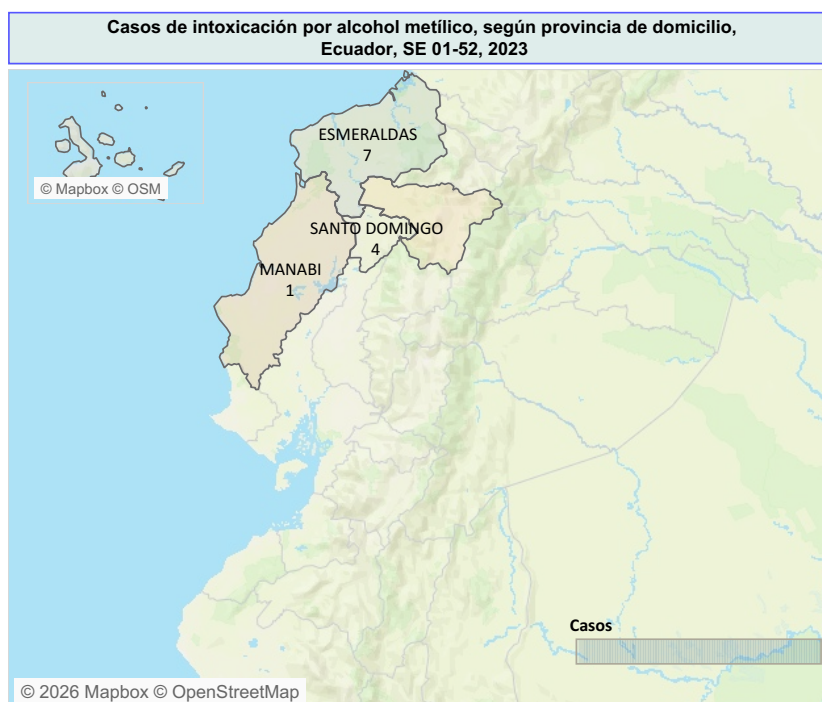 Casos de intoxicación por alcohol metílico, según provincia de domicilio,
Ecuador, SE 01-52, 2023
© Mapbox © OSM
ESMERALDAS
7
SANTO DOMINGO
4
MANABI
1
Casos
© 2026 Mapbox © OpenStreetMap